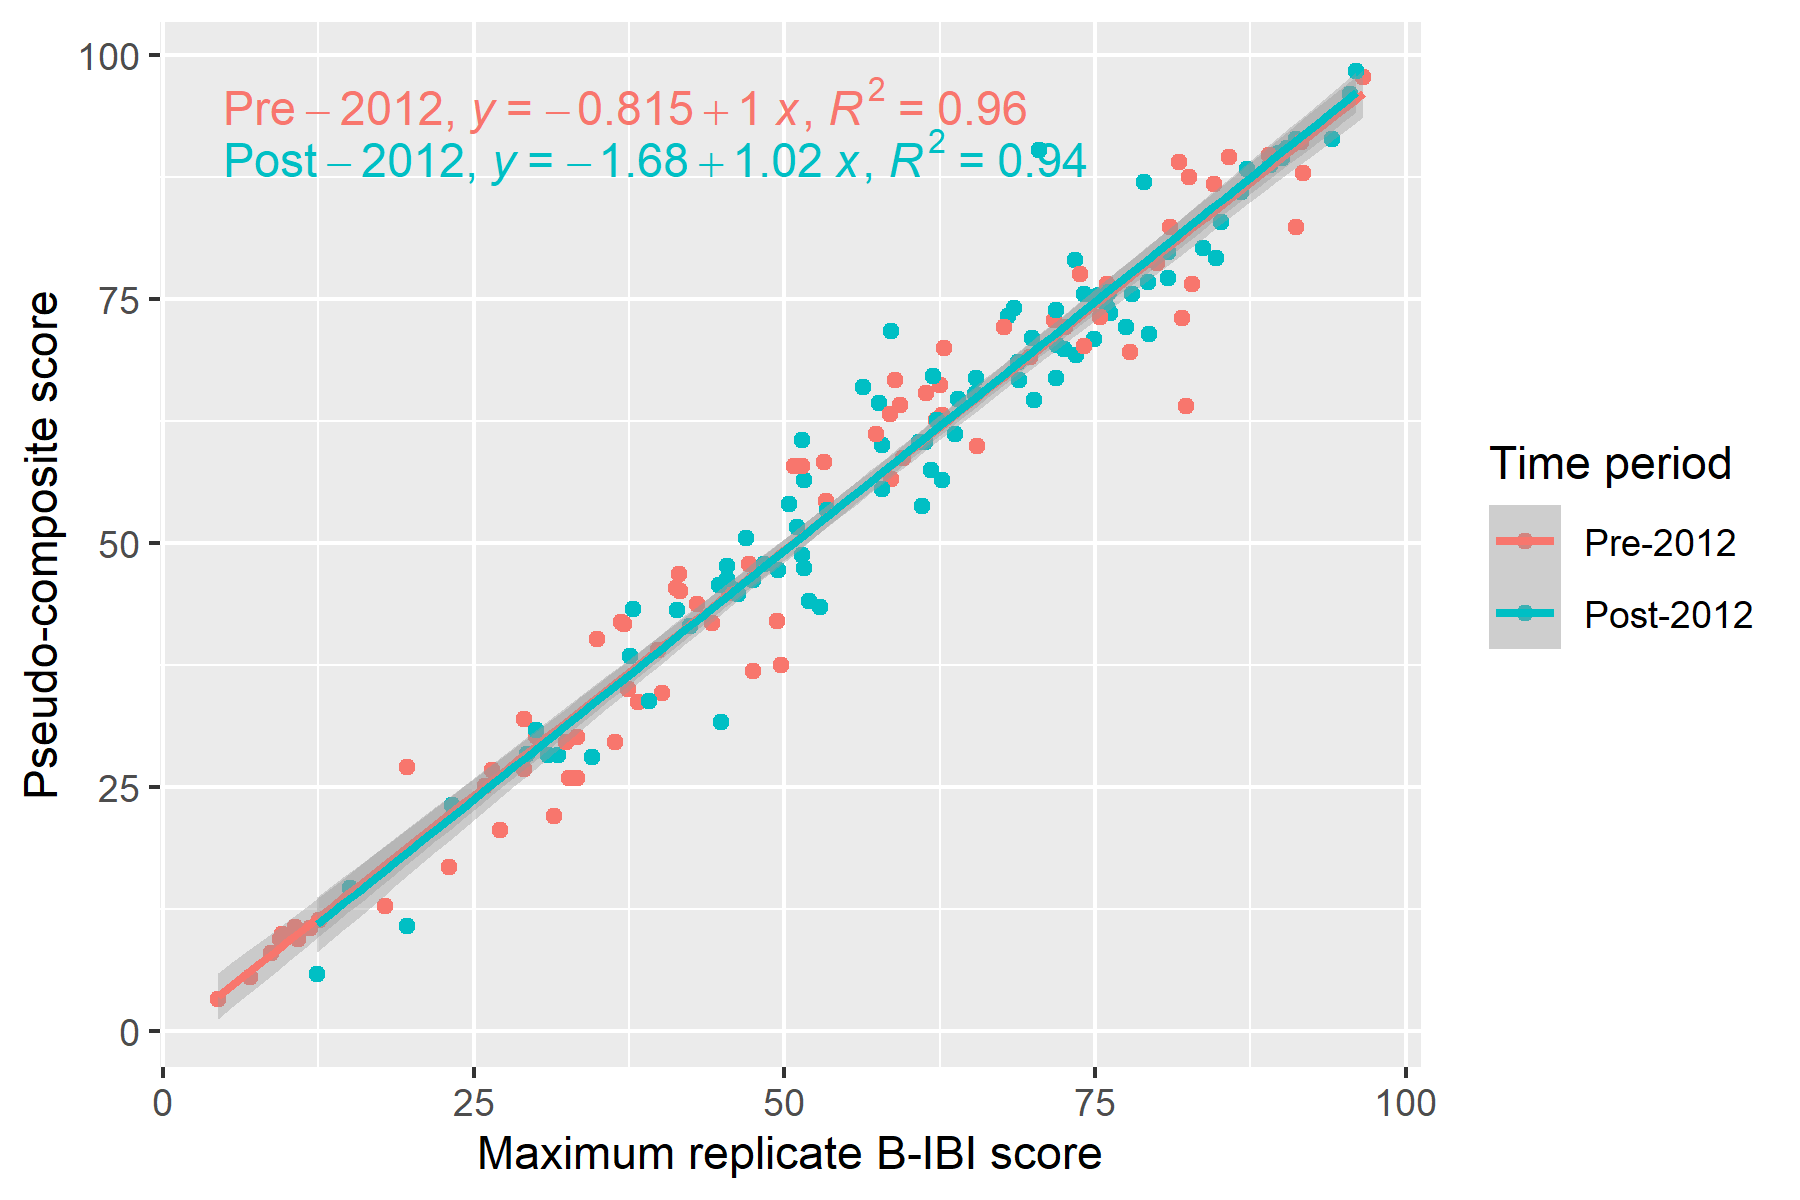 100
75
50
25
0
Pseudo-composite score
Pre − 2012, y = −0.815 + 1 x, R² = 0.96
Post − 2012, y = −1.68 + 1.02 x, R² = 0.94
0 25 50 75 100
Maximum replicate B-IBI score
Time period
Pre-2012
Post-2012